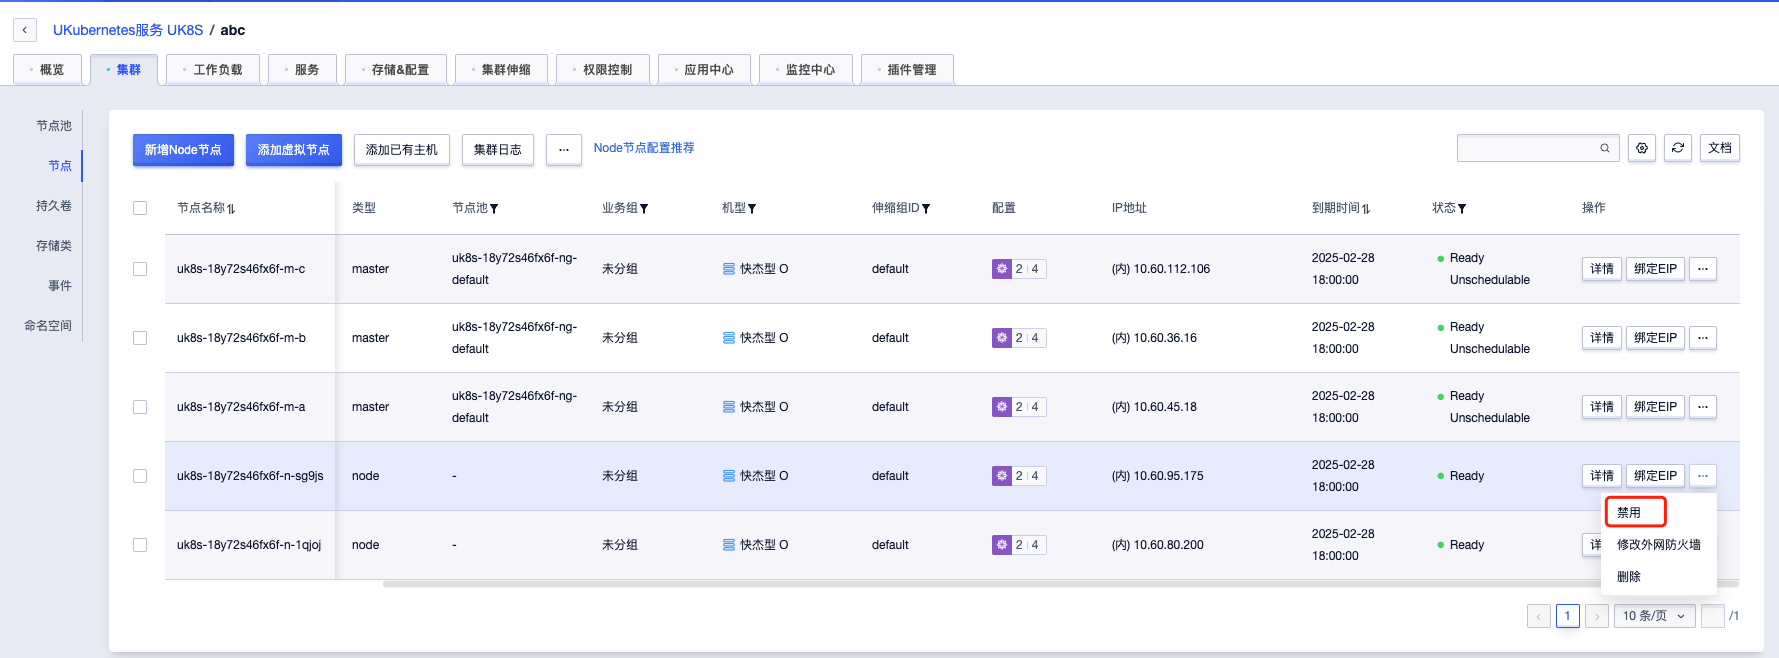 UKubernetes服务 UK8S / abc
概览 集群 工作负载 服务 存储&配置 集群伸缩 权限控制 应用中心 监控中心 插件管理
节点池
节点
持久卷
存储类
事件
命名空间
新增Node节点 添加虚拟节点 添加已有主机 集群日志 ... Node节点配置推荐 文档
节点名称 类型 节点池 业务组 机型 伸缩组ID 配置 IP地址 到期时间 状态 操作
uk8s-18y72s46fx6f-m-c master uk8s-18y72s46fx6f-ng-default 未分组 快杰型 O default 2 4 (内) 10.60.112.106 2025-02-28 18:00:00 Ready Unschedulable 详情 绑定EIP ...
uk8s-18y72s46fx6f-m-b master uk8s-18y72s46fx6f-ng-default 未分组 快杰型 O default 2 4 (内) 10.60.36.16 2025-02-28 18:00:00 Ready Unschedulable 详情 绑定EIP ...
uk8s-18y72s46fx6f-m-a master uk8s-18y72s46fx6f-ng-default 未分组 快杰型 O default 2 4 (内) 10.60.45.18 2025-02-28 18:00:00 Ready Unschedulable 详情 绑定EIP ...
uk8s-18y72s46fx6f-n-sg9js node - 未分组 快杰型 O default 2 4 (内) 10.60.95.175 2025-02-28 18:00:00 Ready 详情 绑定EIP ...
uk8s-18y72s46fx6f-n-1qjoj node - 未分组 快杰型 O default 2 4 (内) 10.60.80.200 2025-02-28 18:00:00 Ready 详
禁用
修改外网防火墙
删除
1 10 条/页 /1